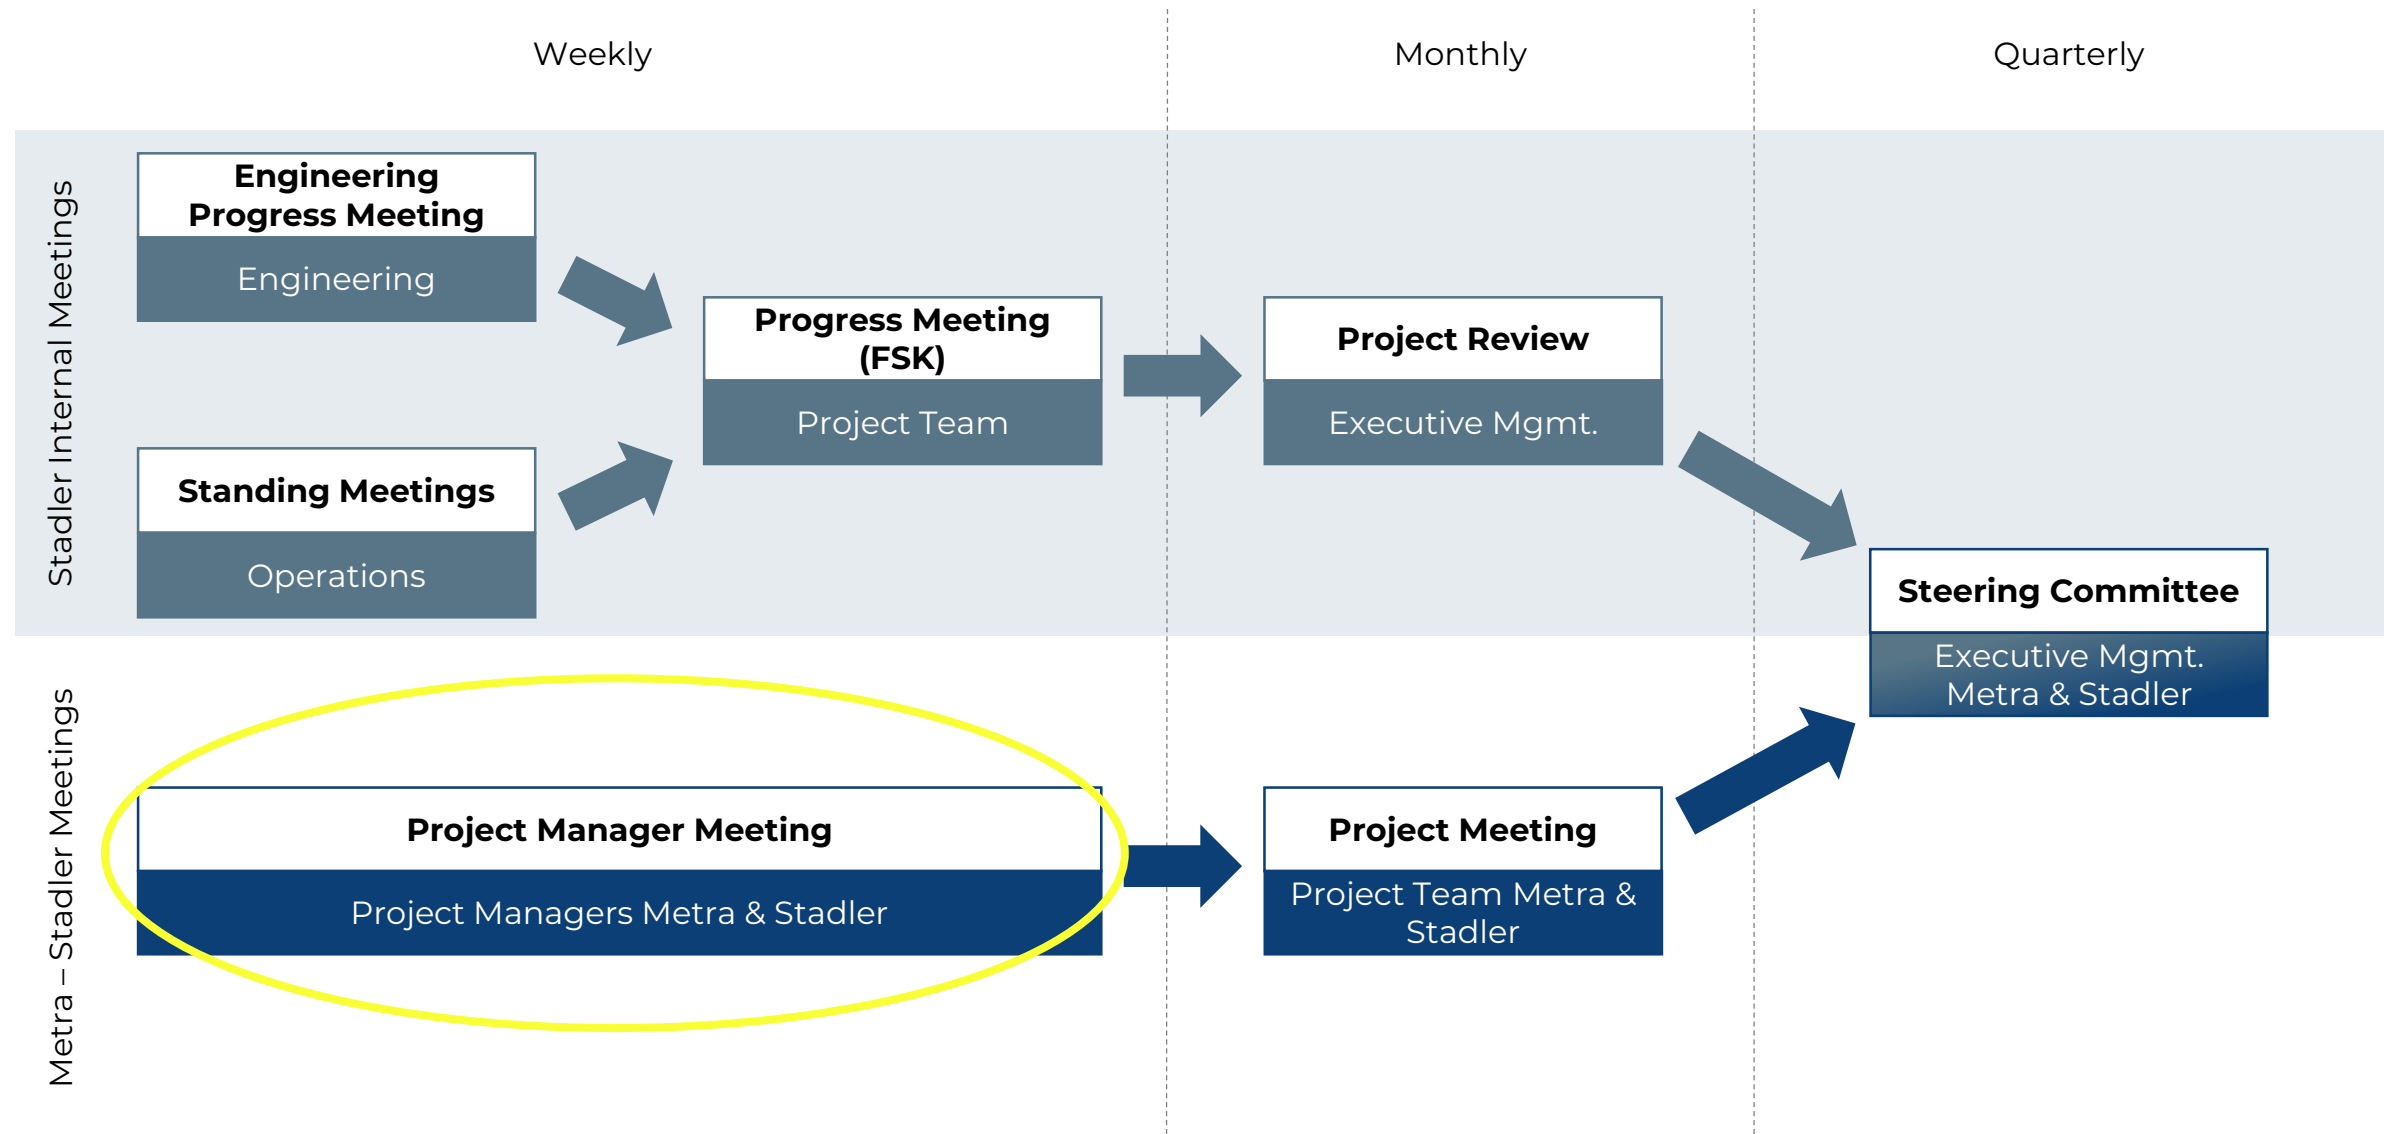 Weekly
Monthly
Quarterly
Stadler Internal Meetings
Engineering
Progress Meeting
Engineering
Standing Meetings
Operations
Progress Meeting
(FSK)
Project Team
Project Review
Executive Mgmt.
Steering Committee
Executive Mgmt.
Metra & Stadler
Metra – Stadler Meetings
Project Manager Meeting
Project Managers Metra & Stadler
Project Meeting
Project Team Metra &
Stadler